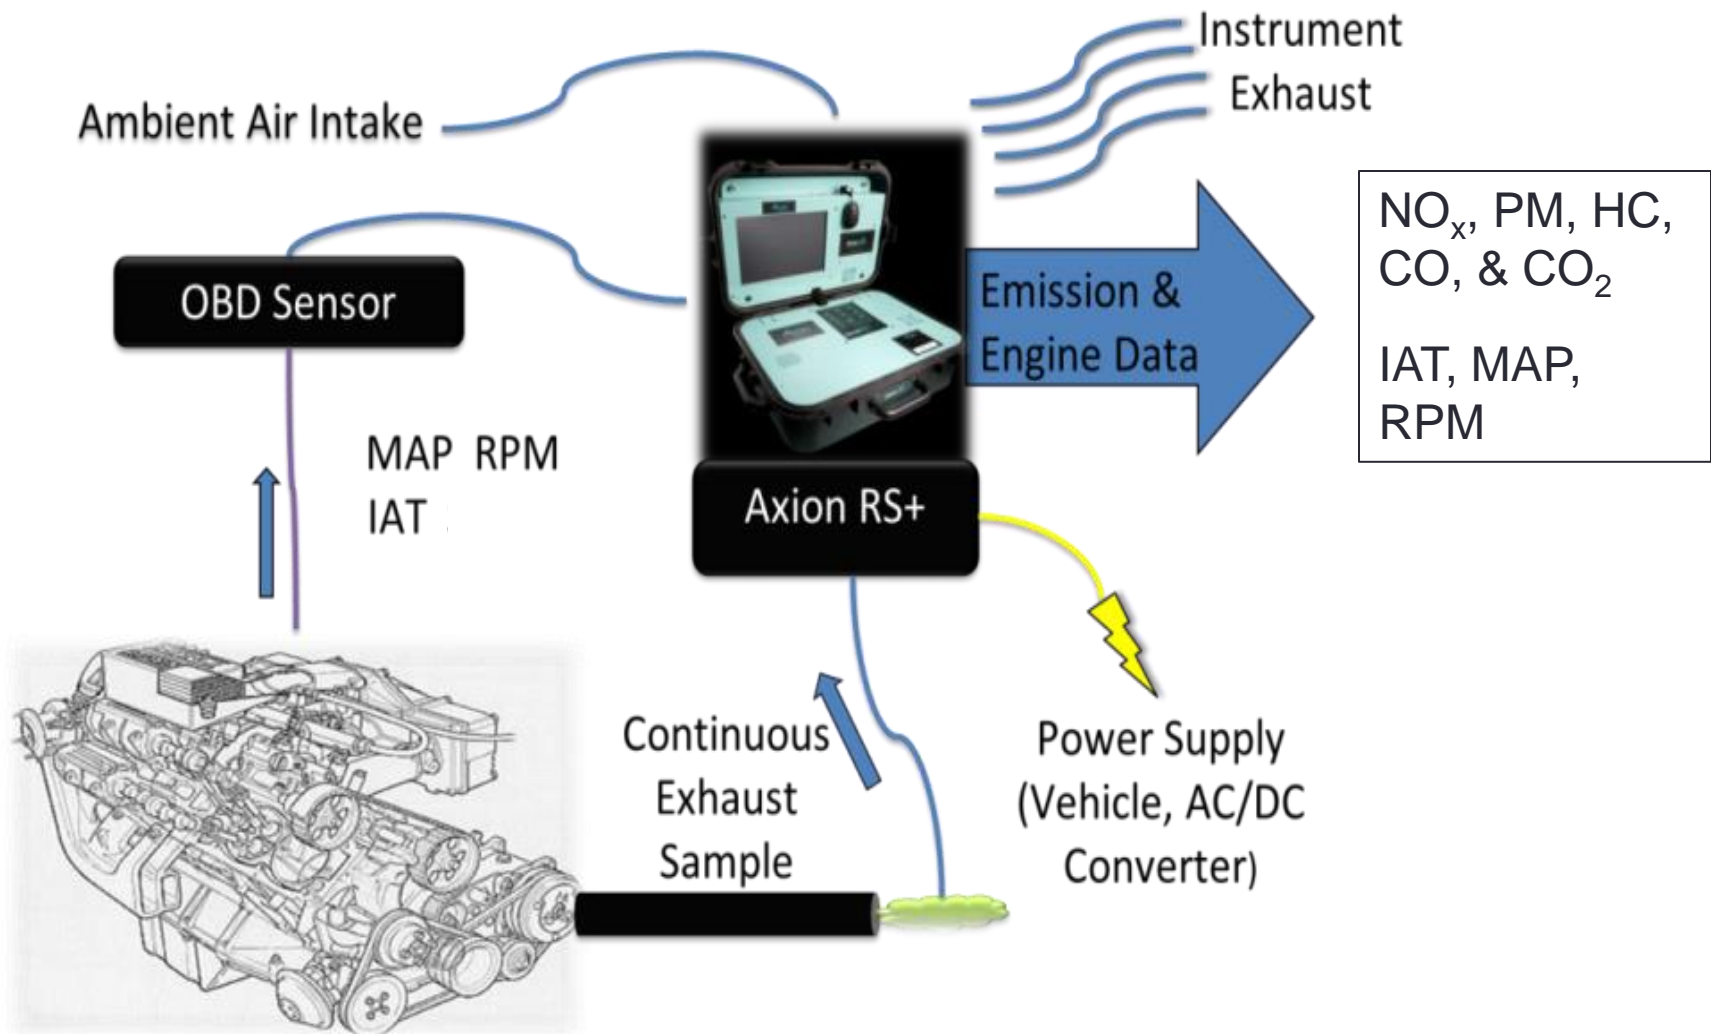 Instrument
Exhaust
Ambient Air Intake
NOₓ, PM, HC,
CO, & CO₂
IAT, MAP,
RPM
OBD Sensor
Emission &
Engine Data
MAP RPM
IAT
Axion RS+
Continuous
Exhaust
Sample
Power Supply
(Vehicle, AC/DC
Converter)